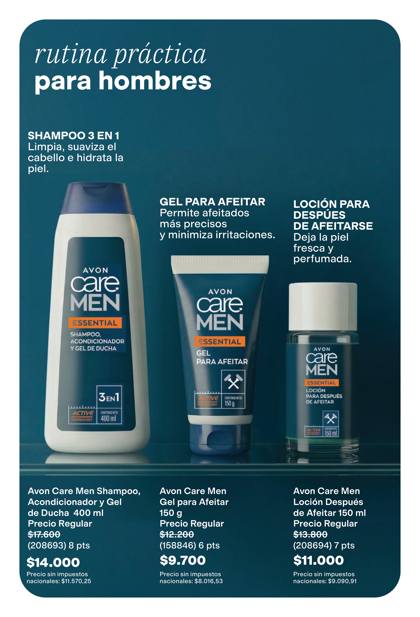 rutina práctica
para hombres
SHAMPOO 3 EN 1
Limpia, suaviza el
cabello e hidrata la
piel.
GEL PARA AFEITAR
Permite afeitados
más precisos
y minimiza irritaciones.
LOCIÓN PARA
DESPÚES
DE AFEITARSE
Deja la piel
fresca y
perfumada.
AVON
care
MEN
ESSENTIAL
SHAMPOO,
ACONDICIONADOR
Y GEL DE DUCHA
3 EN 1
ACTIVE
CONTENIDO
400 ml
AVON
care
MEN
ESSENTIAL
GEL
PARA AFEITAR
ACTIVE
CONTENIDO
150 g
AVON
care
MEN
ESSENTIAL
LOCIÓN
PARA DESPUÉS
DE AFEITAR
150 ml
Avon Care Men Shampoo,
Acondicionador y Gel
de Ducha 400 ml
Precio Regular
$17.600
(208693) 8 pts
$14.000
Precio sin impuestos
nacionales: $11.570,25
Avon Care Men
Gel para Afeitar
150 g
Precio Regular
$12.200
(158846) 6 pts
$9.700
Precio sin impuestos
nacionales: $8.016,53
Avon Care Men
Loción Después
de Afeitar 150 ml
Precio Regular
$13.800
(208694) 7 pts
$11.000
Precio sin impuestos
nacionales: $9.090,91